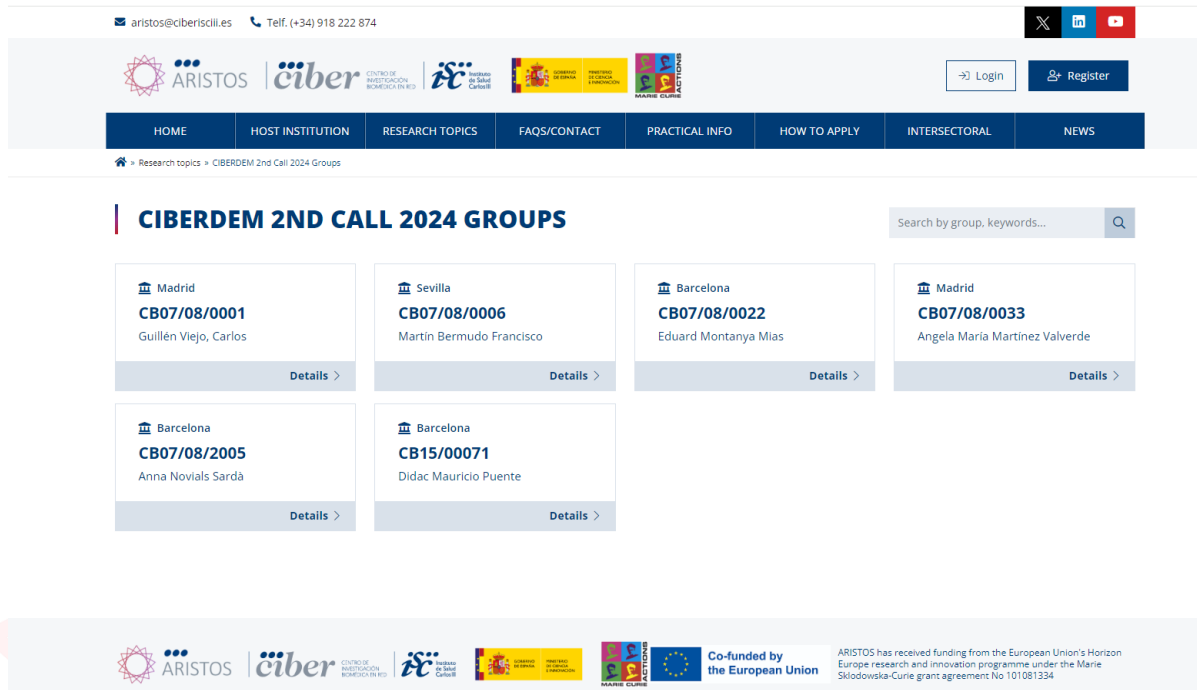 aristos@ciberisciii.es Telf. (+34) 918 222 874
ARISTOS ciber CENTRO DE INVESTIGACIÓN BIOMÉDICA EN RED isc Instituto de Salud Carlos III GOBIERNO DE ESPAÑA MINISTERIO DE CIENCIA E INNOVACIÓN MARIE CURIE ACTIONS
Login Register
HOME HOST INSTITUTION RESEARCH TOPICS FAQS/CONTACT PRACTICAL INFO HOW TO APPLY INTERSECTORAL NEWS
» Research topics » CIBERDEM 2nd Call 2024 Groups
CIBERDEM 2ND CALL 2024 GROUPS
Search by group, keywords...
Madrid
CB07/08/0001
Guillén Viejo, Carlos
Details
Sevilla
CB07/08/0006
Martín Bermudo Francisco
Details
Barcelona
CB07/08/0022
Eduard Montanya Mias
Details
Madrid
CB07/08/0033
Angela María Martínez Valverde
Details
Barcelona
CB07/08/2005
Anna Novials Sardà
Details
Barcelona
CB15/00071
Didac Mauricio Puente
Details
ARISTOS ciber CENTRO DE INVESTIGACIÓN BIOMÉDICA EN RED isc Instituto de Salud Carlos III GOBIERNO DE ESPAÑA MINISTERIO DE CIENCIA E INNOVACIÓN MARIE CURIE ACTIONS
Co-funded by
the European Union
ARISTOS has received funding from the European Union's Horizon
Europe research and innovation programme under the Marie
Sklodowska-Curie grant agreement No 101081334